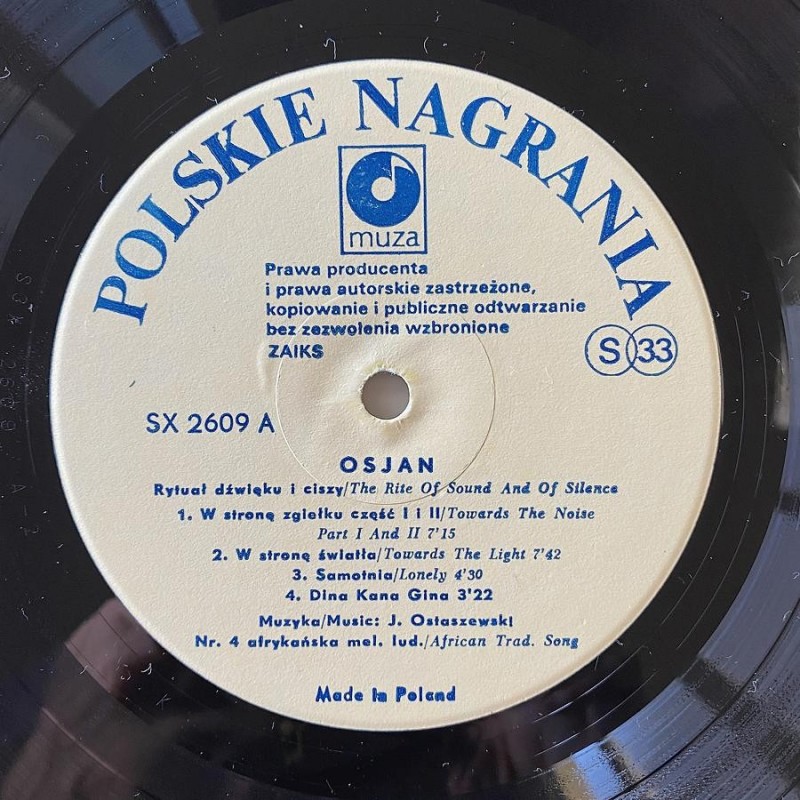 POLSKIE NAGRANIA
muza
Prawa producenta
i prawa autorskie zastrzeżone,
kopiowanie i publiczne odtwarzanie
bez zezwolenia wzbronione
ZAIKS
S 33
SX 2609 A
OSJAN
Rytuał dźwięku i ciszy/The Rite Of Sound And Of Silence
1. W stronę zgiełku część I i II/Towards The Noise
Part I And II 7'15
2. W stronę światła/Towards The Light 7'42
3. Samotnia/Lonely 4'30
4. Dina Kana Gina 3'22
Muzyka/Music: J. Ostaszewski
Nr. 4 afrykańska mel. lud./African Trad. Song
Made in Poland